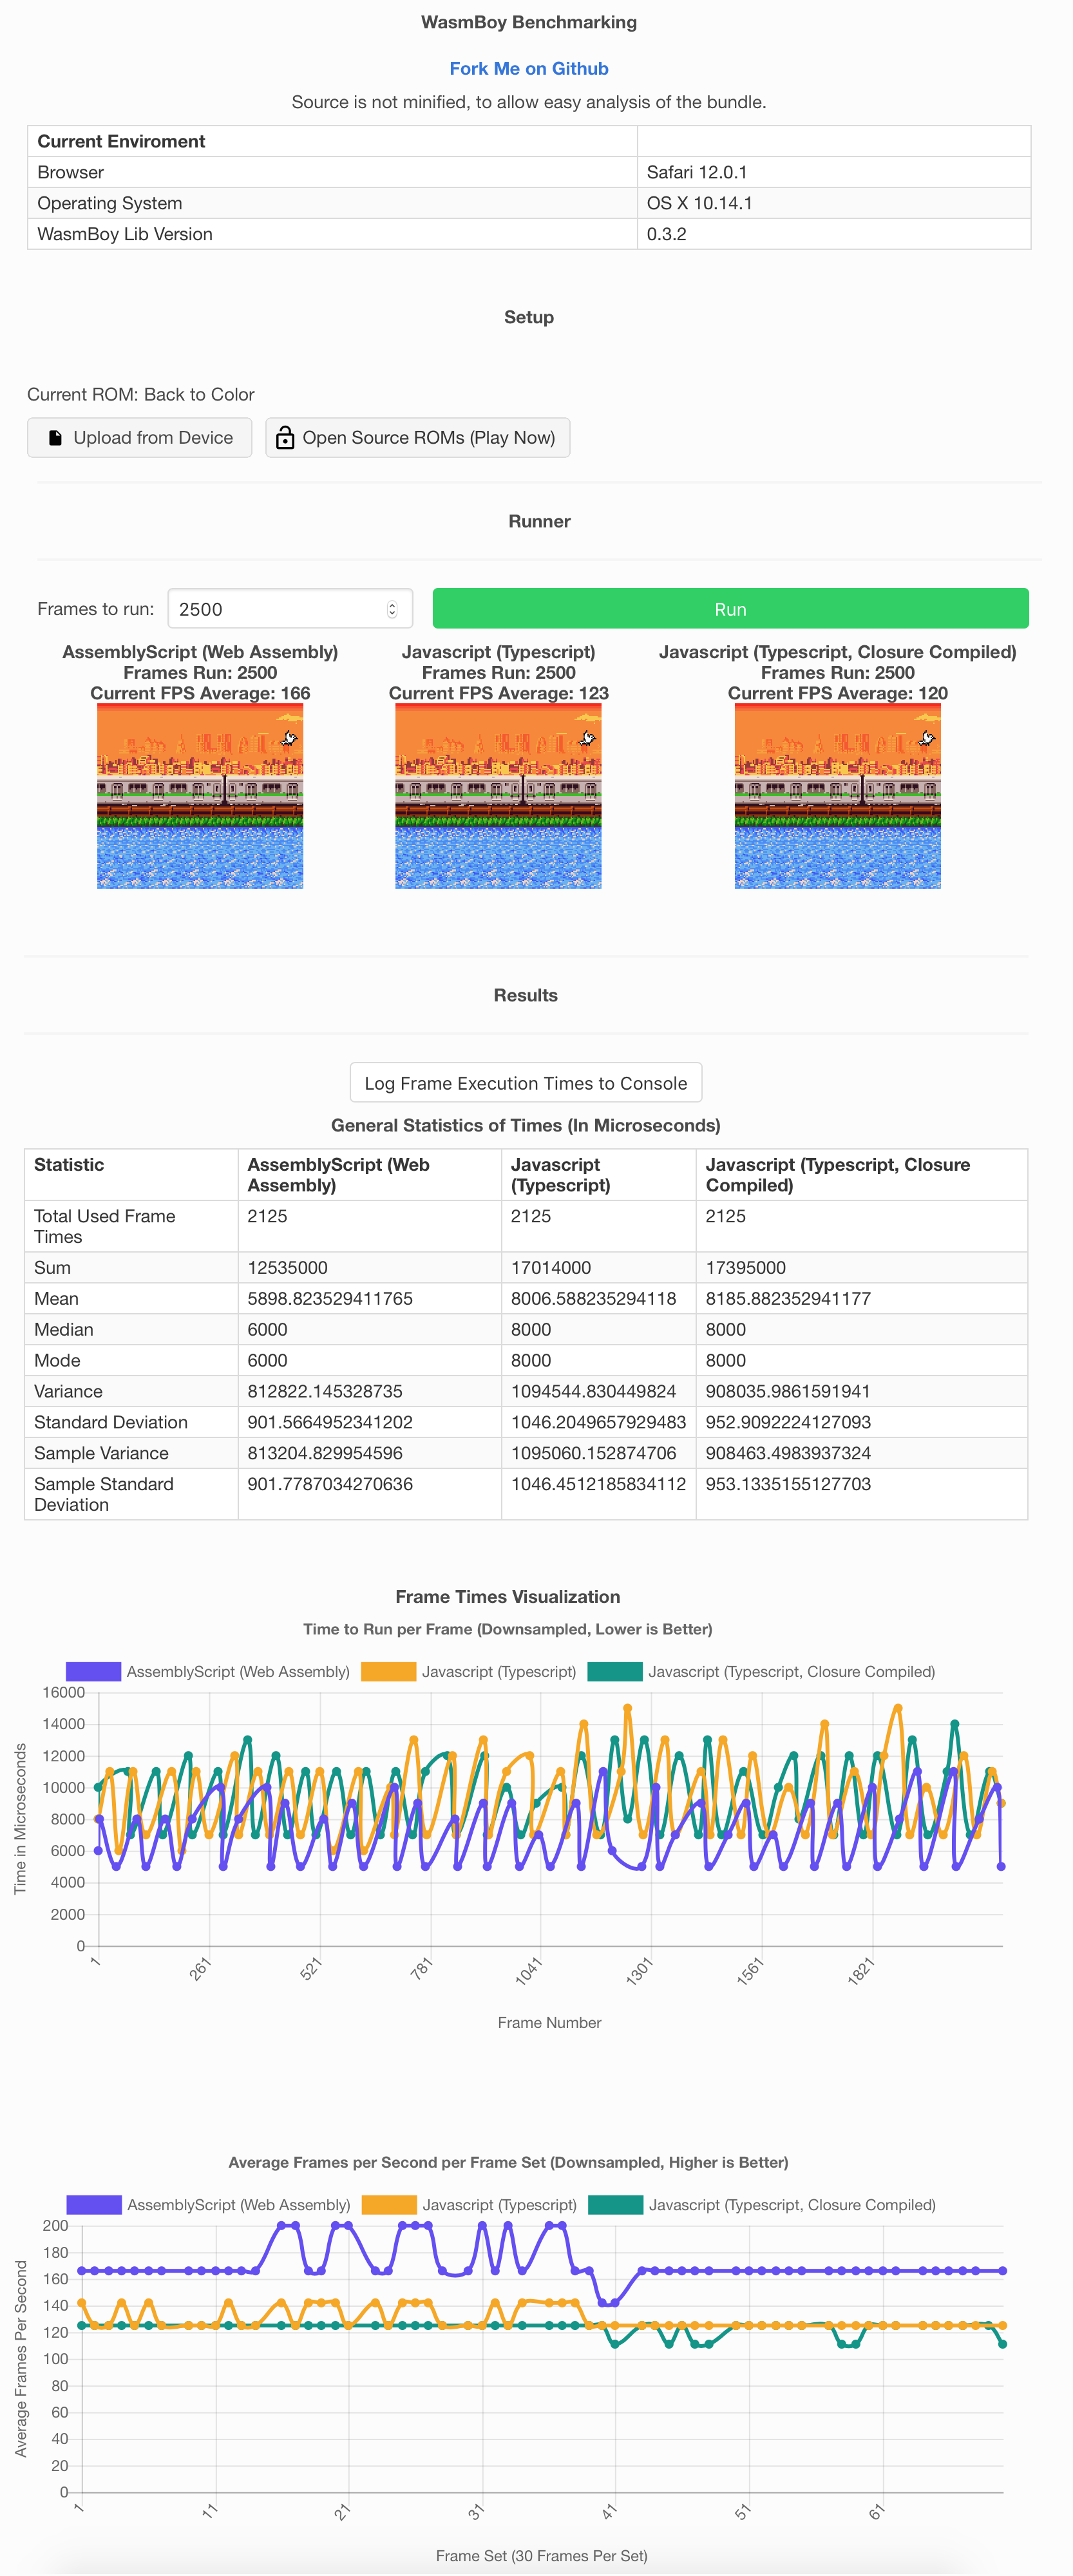 WasmBoy Benchmarking
Fork Me on Github
Source is not minified, to allow easy analysis of the bundle.
Current Enviroment
Browser Safari 12.0.1
Operating System OS X 10.14.1
WasmBoy Lib Version 0.3.2
Setup
Current ROM: Back to Color
Upload from Device Open Source ROMs (Play Now)
Runner
Frames to run: 2500 Run
AssemblyScript (Web Assembly) Javascript (Typescript) Javascript (Typescript, Closure Compiled)
Frames Run: 2500 Frames Run: 2500 Frames Run: 2500
Current FPS Average: 166 Current FPS Average: 123 Current FPS Average: 120
Results
Log Frame Execution Times to Console
General Statistics of Times (In Microseconds)
Statistic AssemblyScript (Web Javascript Javascript (Typescript, Closure
Assembly) (Typescript) Compiled)
Total Used Frame 2125 2125 2125
Times
Sum 12535000 17014000 17395000
Mean 5898.823529411765 8006.588235294118 8185.882352941177
Median 6000 8000 8000
Mode 6000 8000 8000
Variance 812822.145328735 1094544.830449824 908035.9861591941
Standard Deviation 901.5664952341202 1046.2049657929483 952.9092224127093
Sample Variance 813204.829954596 1095060.152874706 908463.4983937324
Sample Standard 901.7787034270636 1046.4512185834112 953.1335155127703
Deviation
Frame Times Visualization
Time to Run per Frame (Downsampled, Lower is Better)
AssemblyScript (Web Assembly) Javascript (Typescript) Javascript (Typescript, Closure Compiled)
Time in Microseconds
16000
14000
12000
10000
8000
6000
4000
2000
0
1 261 521 781 1041 1301 1561 1821
Frame Number
Average Frames per Second per Frame Set (Downsampled, Higher is Better)
AssemblyScript (Web Assembly) Javascript (Typescript) Javascript (Typescript, Closure Compiled)
Average Frames Per Second
200
180
160
140
120
100
80
60
40
20
0
1 11 21 31 41 51 61
Frame Set (30 Frames Per Set)